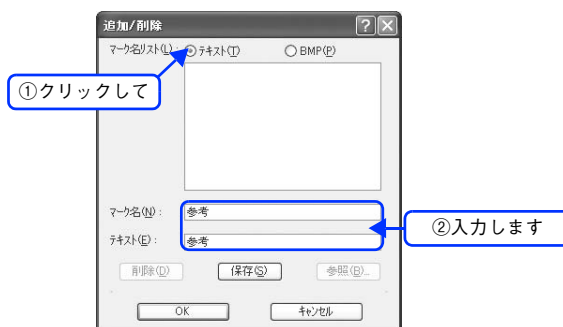 追加/削除
マーク名リスト(L): テキスト(T) BMP(P)
①クリックして
マーク名(N): 参考
②入力します
テキスト(E): 参考
削除(D) 保存(S) 参照(B)...
OK キャンセル